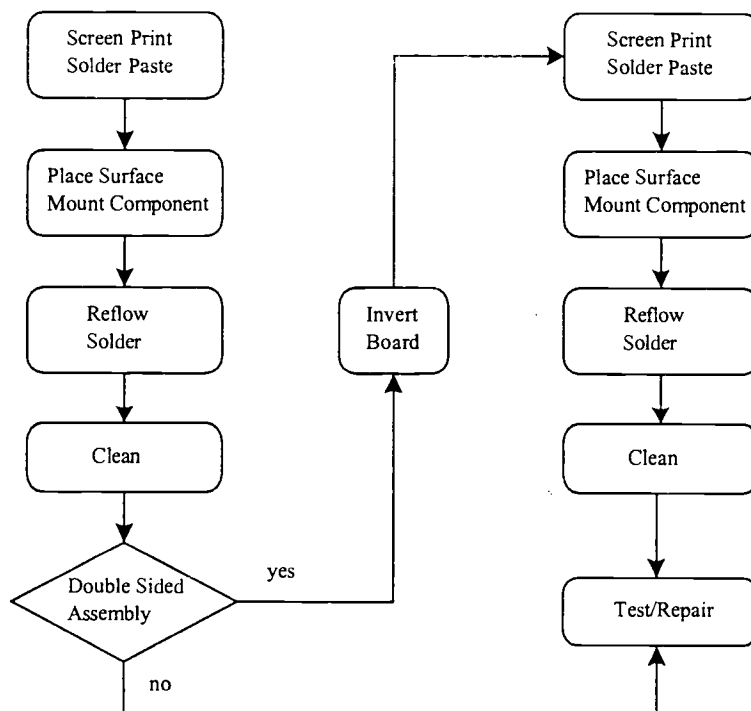 Screen Print
Solder Paste
Place Surface
Mount Component
Reflow
Solder
Clean
Double Sided
Assembly
yes
no
Invert
Board
Screen Print
Solder Paste
Place Surface
Mount Component
Reflow
Solder
Clean
Test/Repair